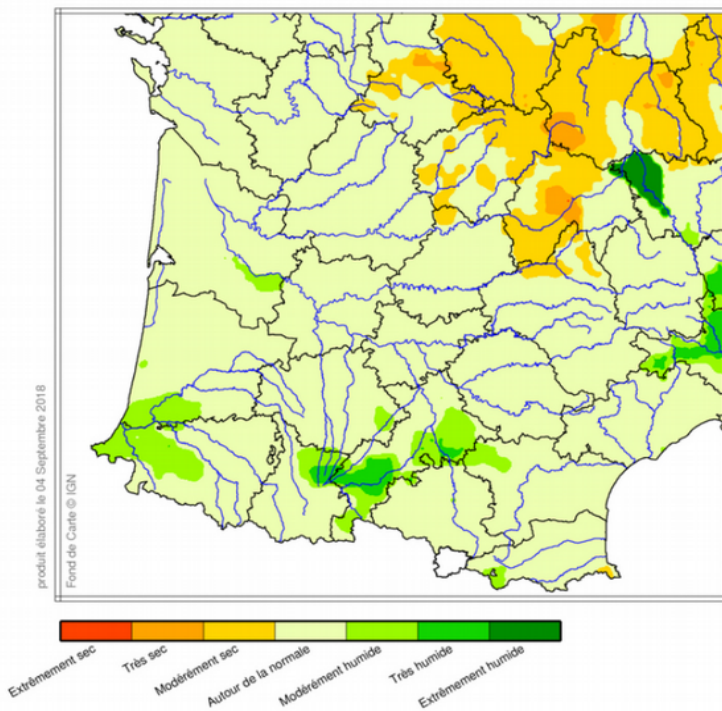 produit élaboré le 04 Septembre 2018
Fond de Carte © IGN
Extrêmement sec
Très sec
Modérément sec
Autour de la normale
Modérément humide
Très humide
Extrêmement humide